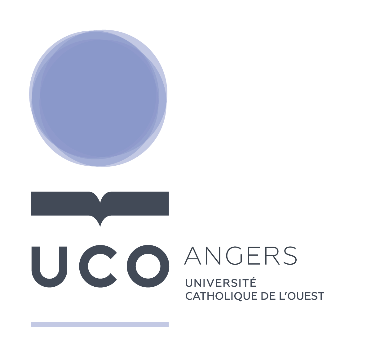 UCO ANGERS
UNIVERSITÉ
CATHOLIQUE DE L'OUEST